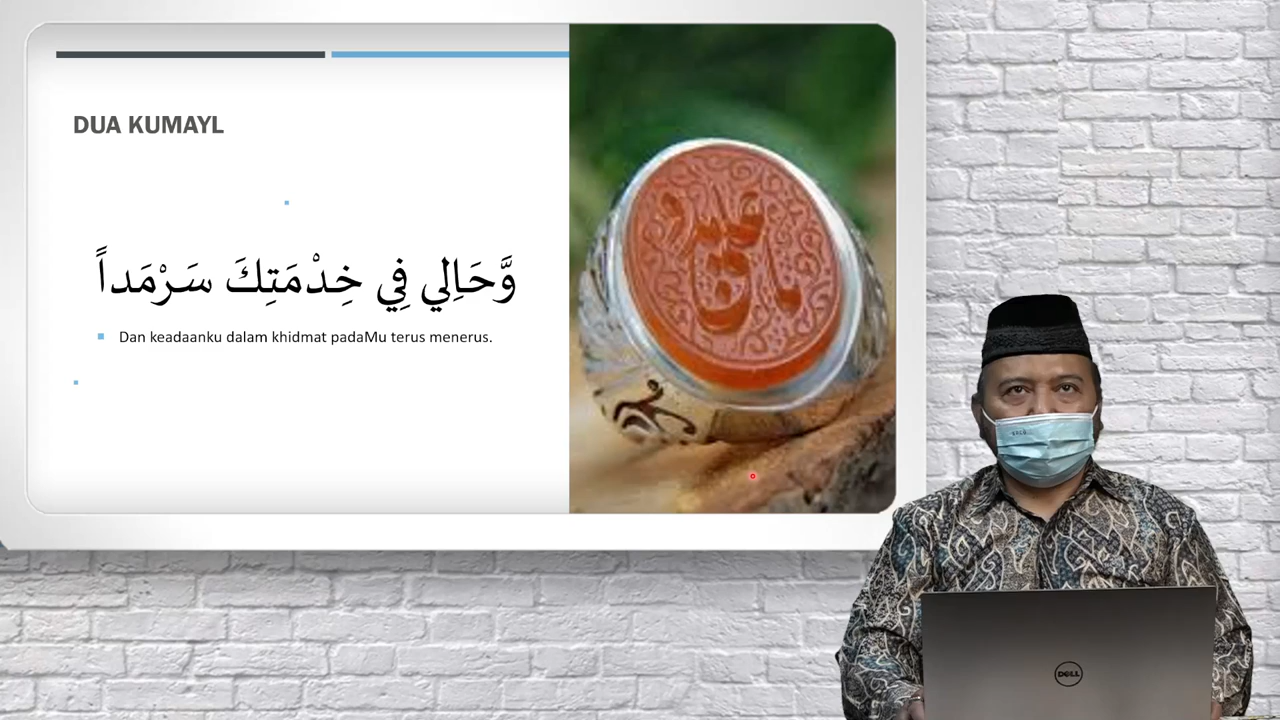 DUA KUMAYL
وَّحَالِي فِي خِدْمَتِكَ سَرْمَداً
Dan keadaanku dalam khidmat padaMu terus menerus.
DELL